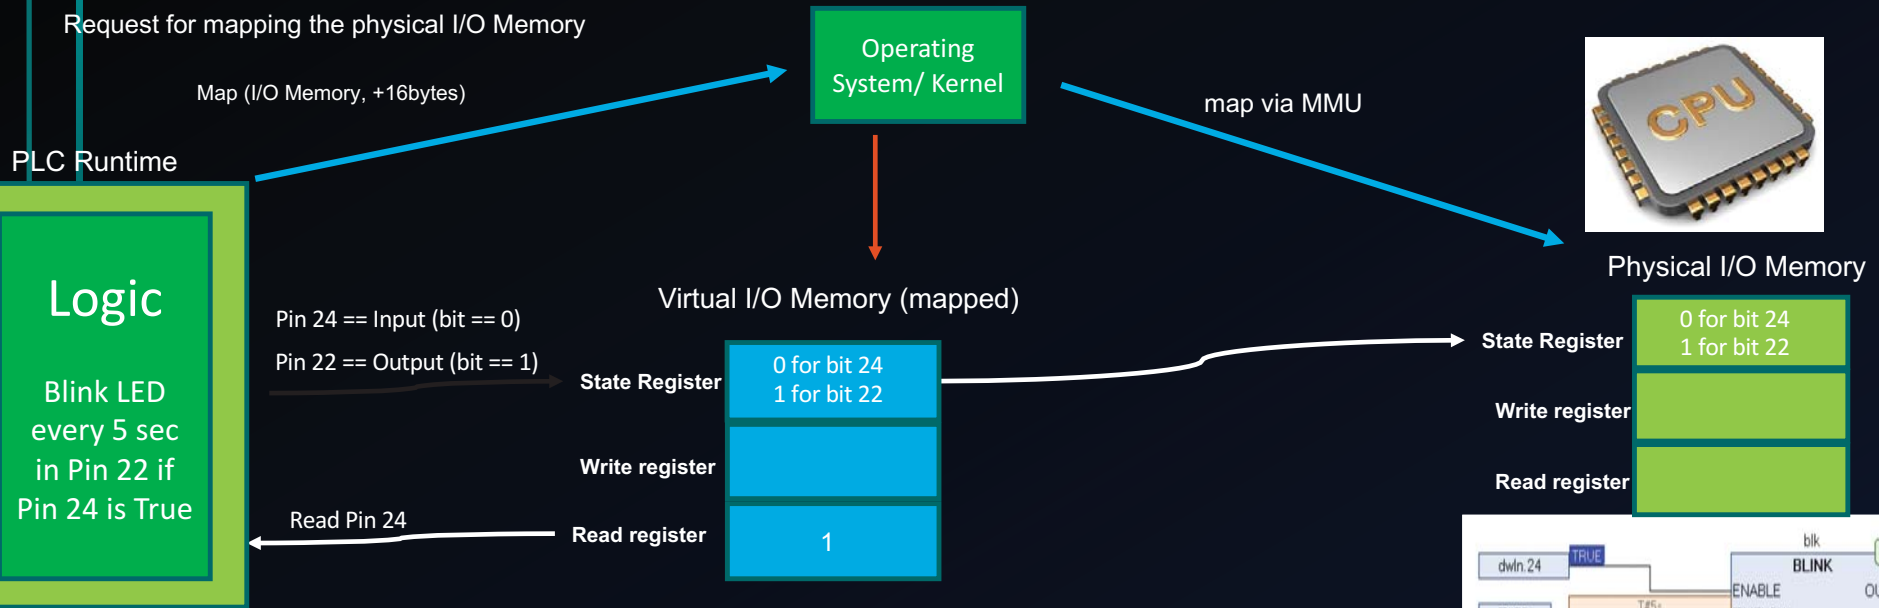 Request for mapping the physical I/O Memory
Map (I/O Memory, +16bytes)
Operating
System/ Kernel
map via MMU
CPU
PLC Runtime
Logic
Blink LED
every 5 sec
in Pin 22 if
Pin 24 is True
Pin 24 == Input (bit == 0)
Pin 22 == Output (bit == 1)
Read Pin 24
Virtual I/O Memory (mapped)
State Register
0 for bit 24
1 for bit 22
Write register
Read register
1
Physical I/O Memory
State Register
0 for bit 24
1 for bit 22
Write register
Read register
dwIn.24
TRUE
blk
BLINK
ENABLE